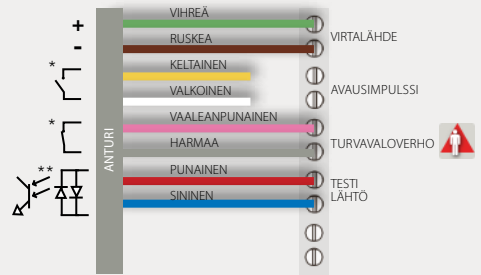 VIHREÄ
+
VIRTALÄHDE
RUSKEA
-
KELTAINEN
*
AVAUSIMPULSSI
VALKOINEN
VAALEANPUNAINEN
*
TURVAVALOVERHO
HARMAA
ANTURI
PUNAINEN
**
TESTI
LÄHTÖ
SININEN